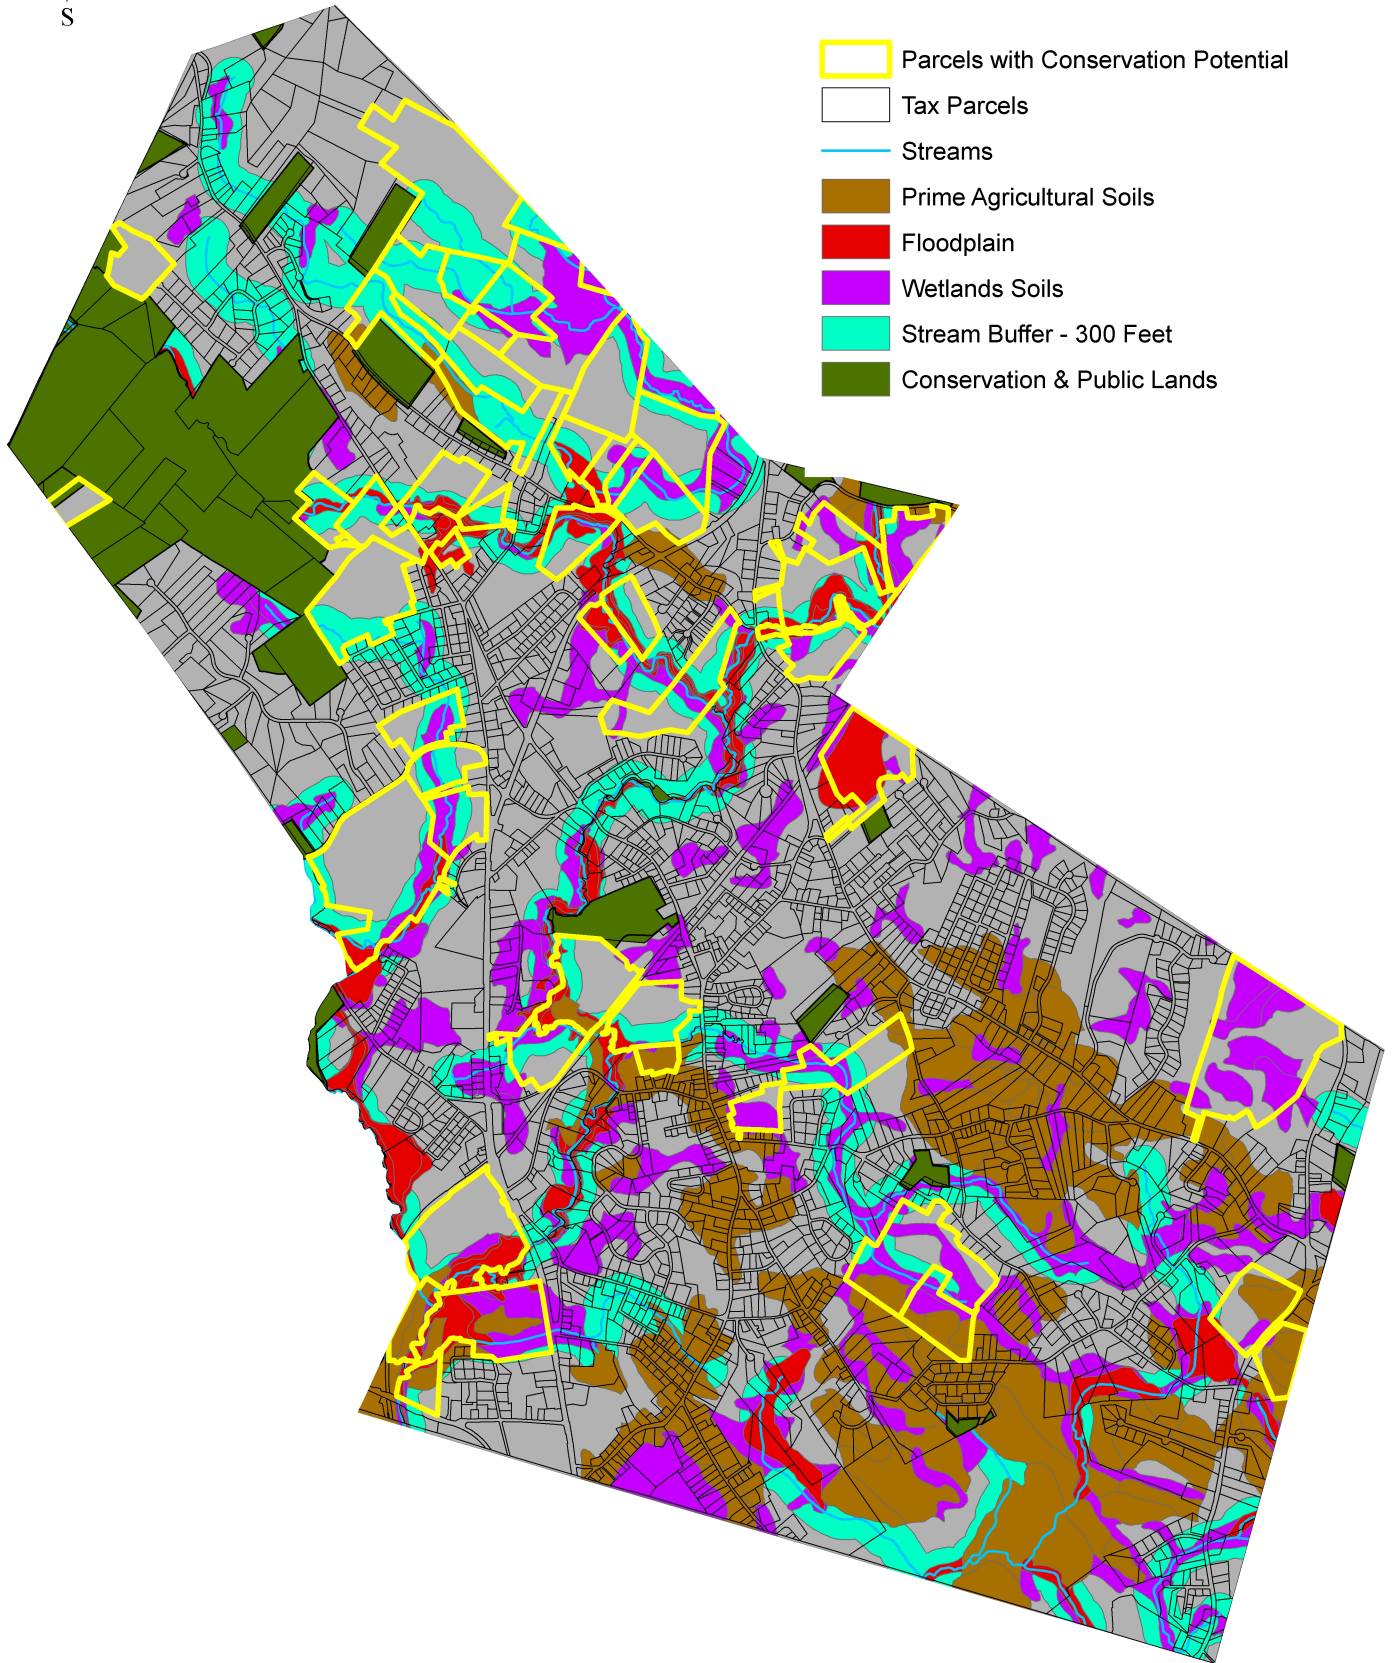 S
Parcels with Conservation Potential
Tax Parcels
Streams
Prime Agricultural Soils
Floodplain
Wetlands Soils
Stream Buffer - 300 Feet
Conservation & Public Lands